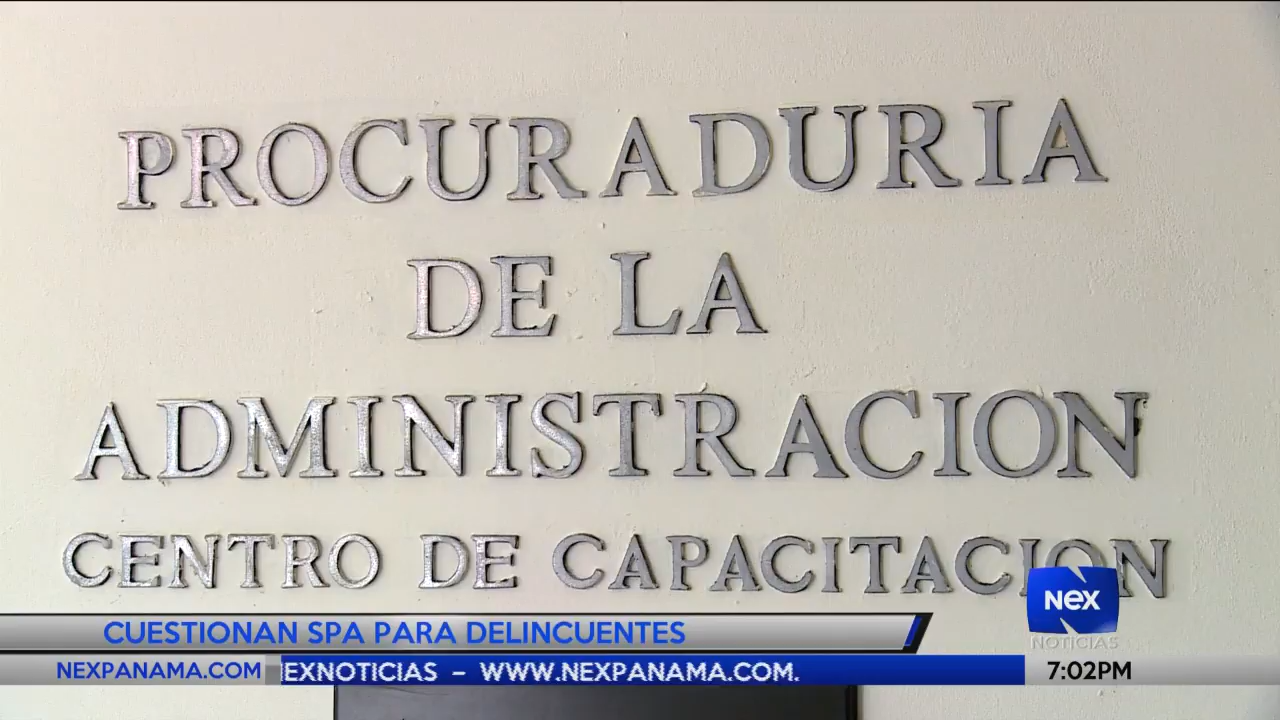 PROCURADURIA
DE LA
ADMINISTRACION
CENTRO DE CAPACITACION
CUESTIONAN SPA PARA DELINCUENTES
NEX
NOTICIAS
NEXPANAMA.COM
EXNOTICIAS – WWW.NEXPANAMA.COM.
7:02PM